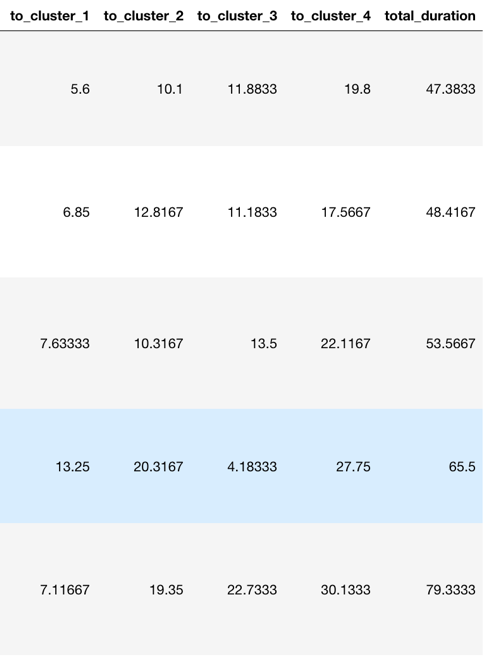 to_cluster_1 to_cluster_2 to_cluster_3 to_cluster_4 total_duration
5.6 10.1 11.8833 19.8 47.3833
6.85 12.8167 11.1833 17.5667 48.4167
7.63333 10.3167 13.5 22.1167 53.5667
13.25 20.3167 4.18333 27.75 65.5
7.11667 19.35 22.7333 30.1333 79.3333